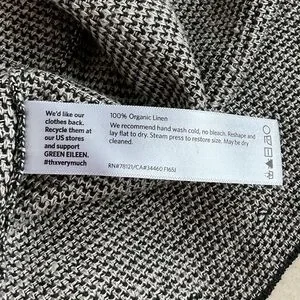 We'd like our
clothes back.
Recycle them at
our US stores
and support
GREEN EILEEN.
#thxverymuch
100% Organic Linen
We recommend hand wash cold, no bleach. Reshape and
lay flat to dry. Steam press to restore size. May be dry
cleaned.
RN#78121/CA#34460 F16SJ